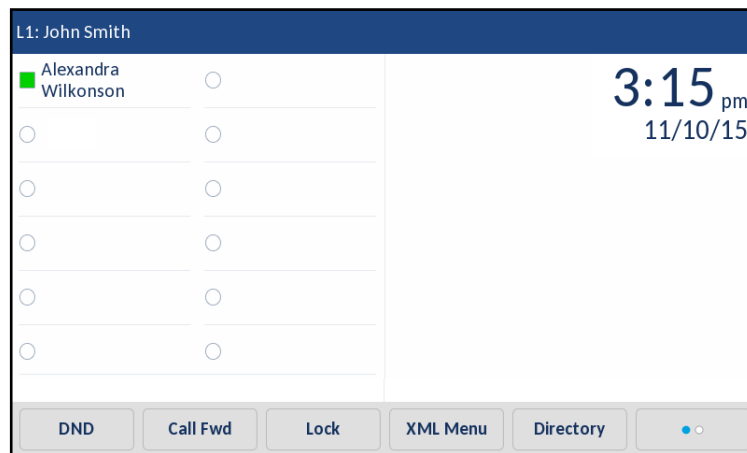 L1: John Smith
Alexandra
Wilkonson
3:15 pm
11/10/15
DND
Call Fwd
Lock
XML Menu
Directory